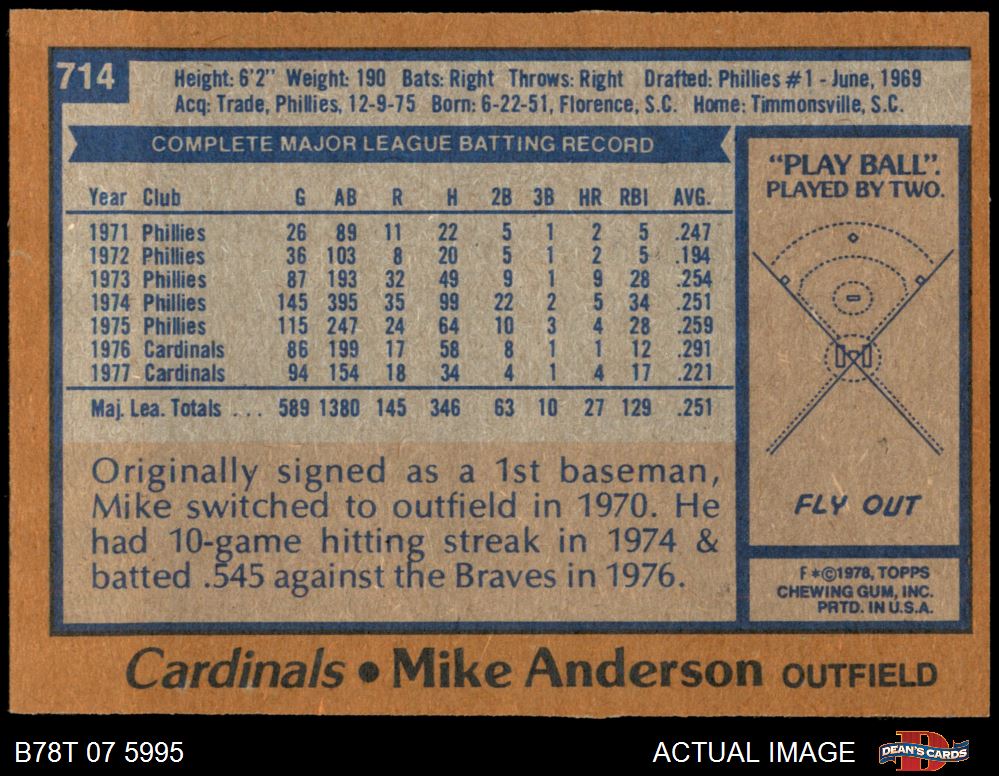 714
Height: 6'2" Weight: 190 Bats: Right Throws: Right Drafted: Phillies #1 - June, 1969
Acq: Trade, Phillies, 12-9-75 Born: 6-22-51, Florence, S.C. Home: Timmonsville, S.C.
COMPLETE MAJOR LEAGUE BATTING RECORD
Year Club G AB R H 2B 3B HR RBI AVG.
1971 Phillies 26 89 11 22 5 1 2 5 .247
1972 Phillies 36 103 8 20 5 1 2 5 .194
1973 Phillies 87 193 32 49 9 1 9 28 .254
1974 Phillies 145 395 35 99 22 2 5 34 .251
1975 Phillies 115 247 24 64 10 3 4 28 .259
1976 Cardinals 86 199 17 58 8 1 1 12 .291
1977 Cardinals 94 154 18 34 4 1 4 17 .221
Maj. Lea. Totals . . . 589 1380 145 346 63 10 27 129 .251
Originally signed as a 1st baseman,
Mike switched to outfield in 1970. He
had 10-game hitting streak in 1974 &
batted .545 against the Braves in 1976.
"PLAY BALL".
PLAYED BY TWO.
FLY OUT
F*©1978, TOPPS
CHEWING GUM, INC.
PRTD. IN U.S.A.
Cardinals • Mike Anderson OUTFIELD
B78T 07 5995
ACTUAL IMAGE
DEAN'S CARDS